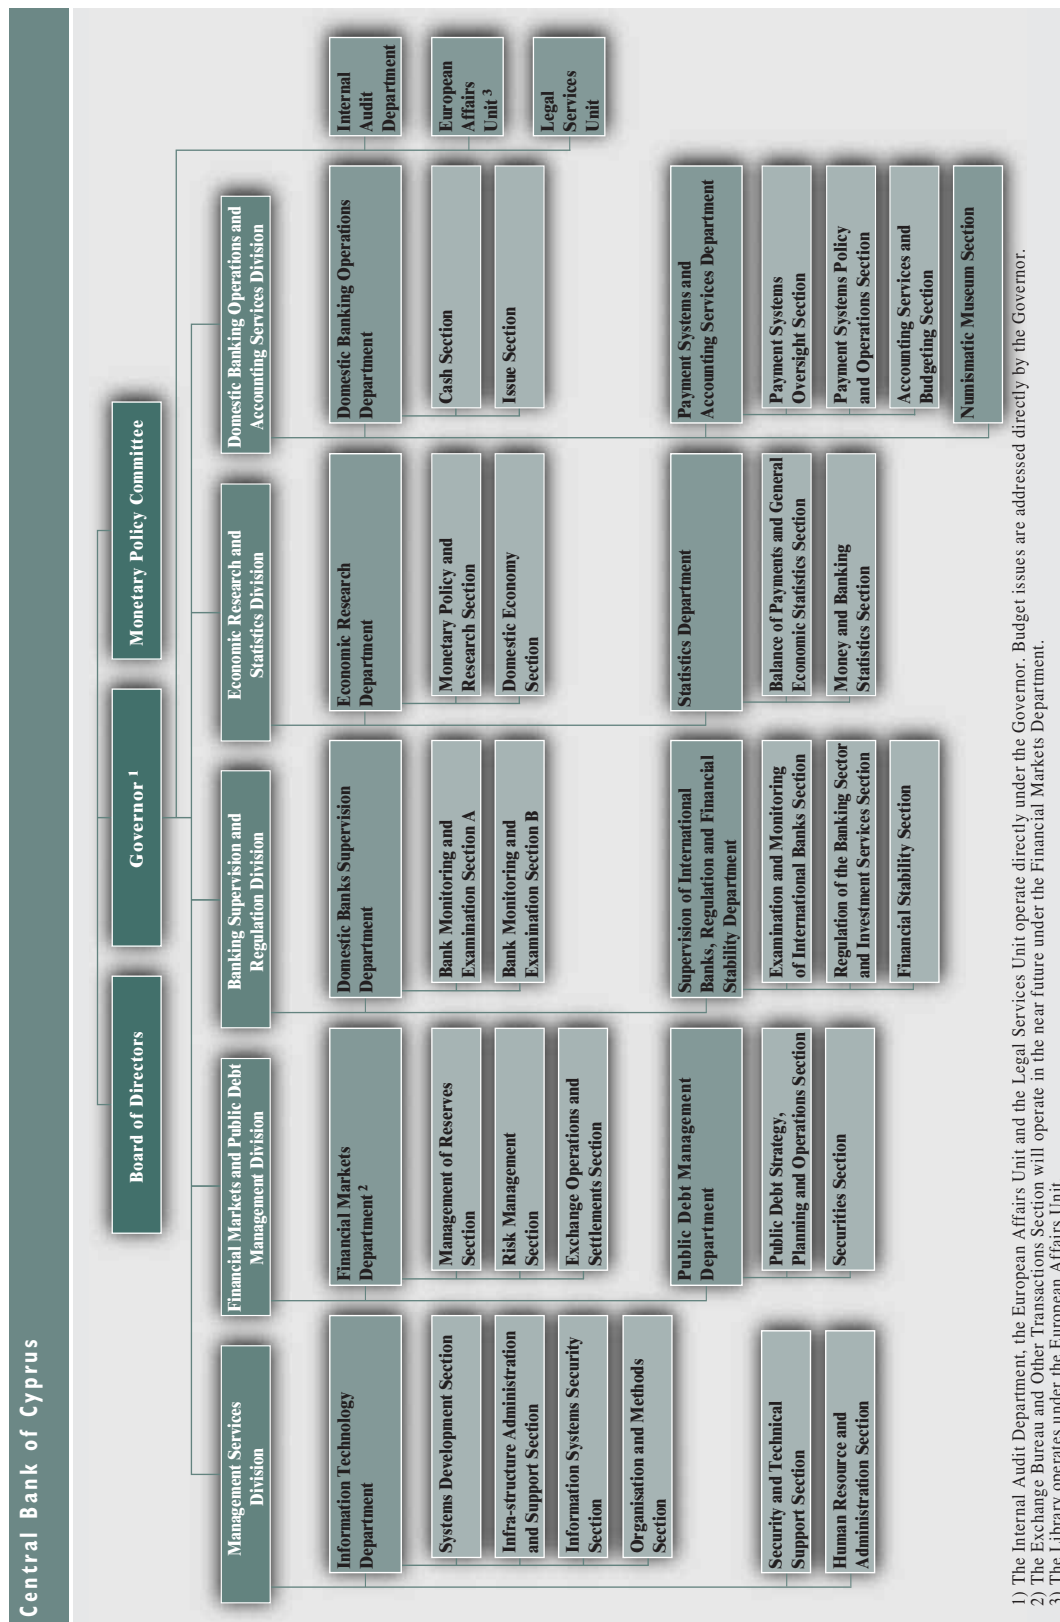 Central Bank of Cyprus
Board of Directors
Governor 1
Monetary Policy Committee
Management Services
Division
Financial Markets and Public Debt
Management Division
Banking Supervision and
Regulation Division
Economic Research and
Statistics Division
Domestic Banking Operations and
Accounting Services Division
Internal
Audit
Department
European
Affairs
Unit 3
Legal
Services
Unit
Information Technology
Department
Systems Development Section
Infra-structure Administration
and Support Section
Information Systems Security
Section
Organisation and Methods
Section
Security and Technical
Support Section
Human Resource and
Administration Section
Financial Markets
Department 2
Management of Reserves
Section
Risk Management
Section
Exchange Operations and
Settlements Section
Public Debt Management
Department
Public Debt Strategy,
Planning and Operations Section
Securities Section
Domestic Banks Supervision
Department
Bank Monitoring and
Examination Section A
Bank Monitoring and
Examination Section B
Supervision of International
Banks, Regulation and Financial
Stability Department
Examination and Monitoring
of International Banks Section
Regulation of the Banking Sector
and Investment Services Section
Financial Stability Section
Economic Research
Department
Monetary Policy and
Research Section
Domestic Economy
Section
Statistics Department
Balance of Payments and General
Economic Statistics Section
Money and Banking
Statistics Section
Domestic Banking Operations
Department
Cash Section
Issue Section
Payment Systems and
Accounting Services Department
Payment Systems
Oversight Section
Payment Systems Policy
and Operations Section
Accounting Services and
Budgeting Section
Numismatic Museum Section
1) The Internal Audit Department, the European Affairs Unit and the Legal Services Unit operate directly under the Governor. Budget issues are addressed directly by the Governor.
2) The Exchange Bureau and Other Transactions Section will operate in the near future under the Financial Markets Department.
3) The Library operates under the European Affairs Unit